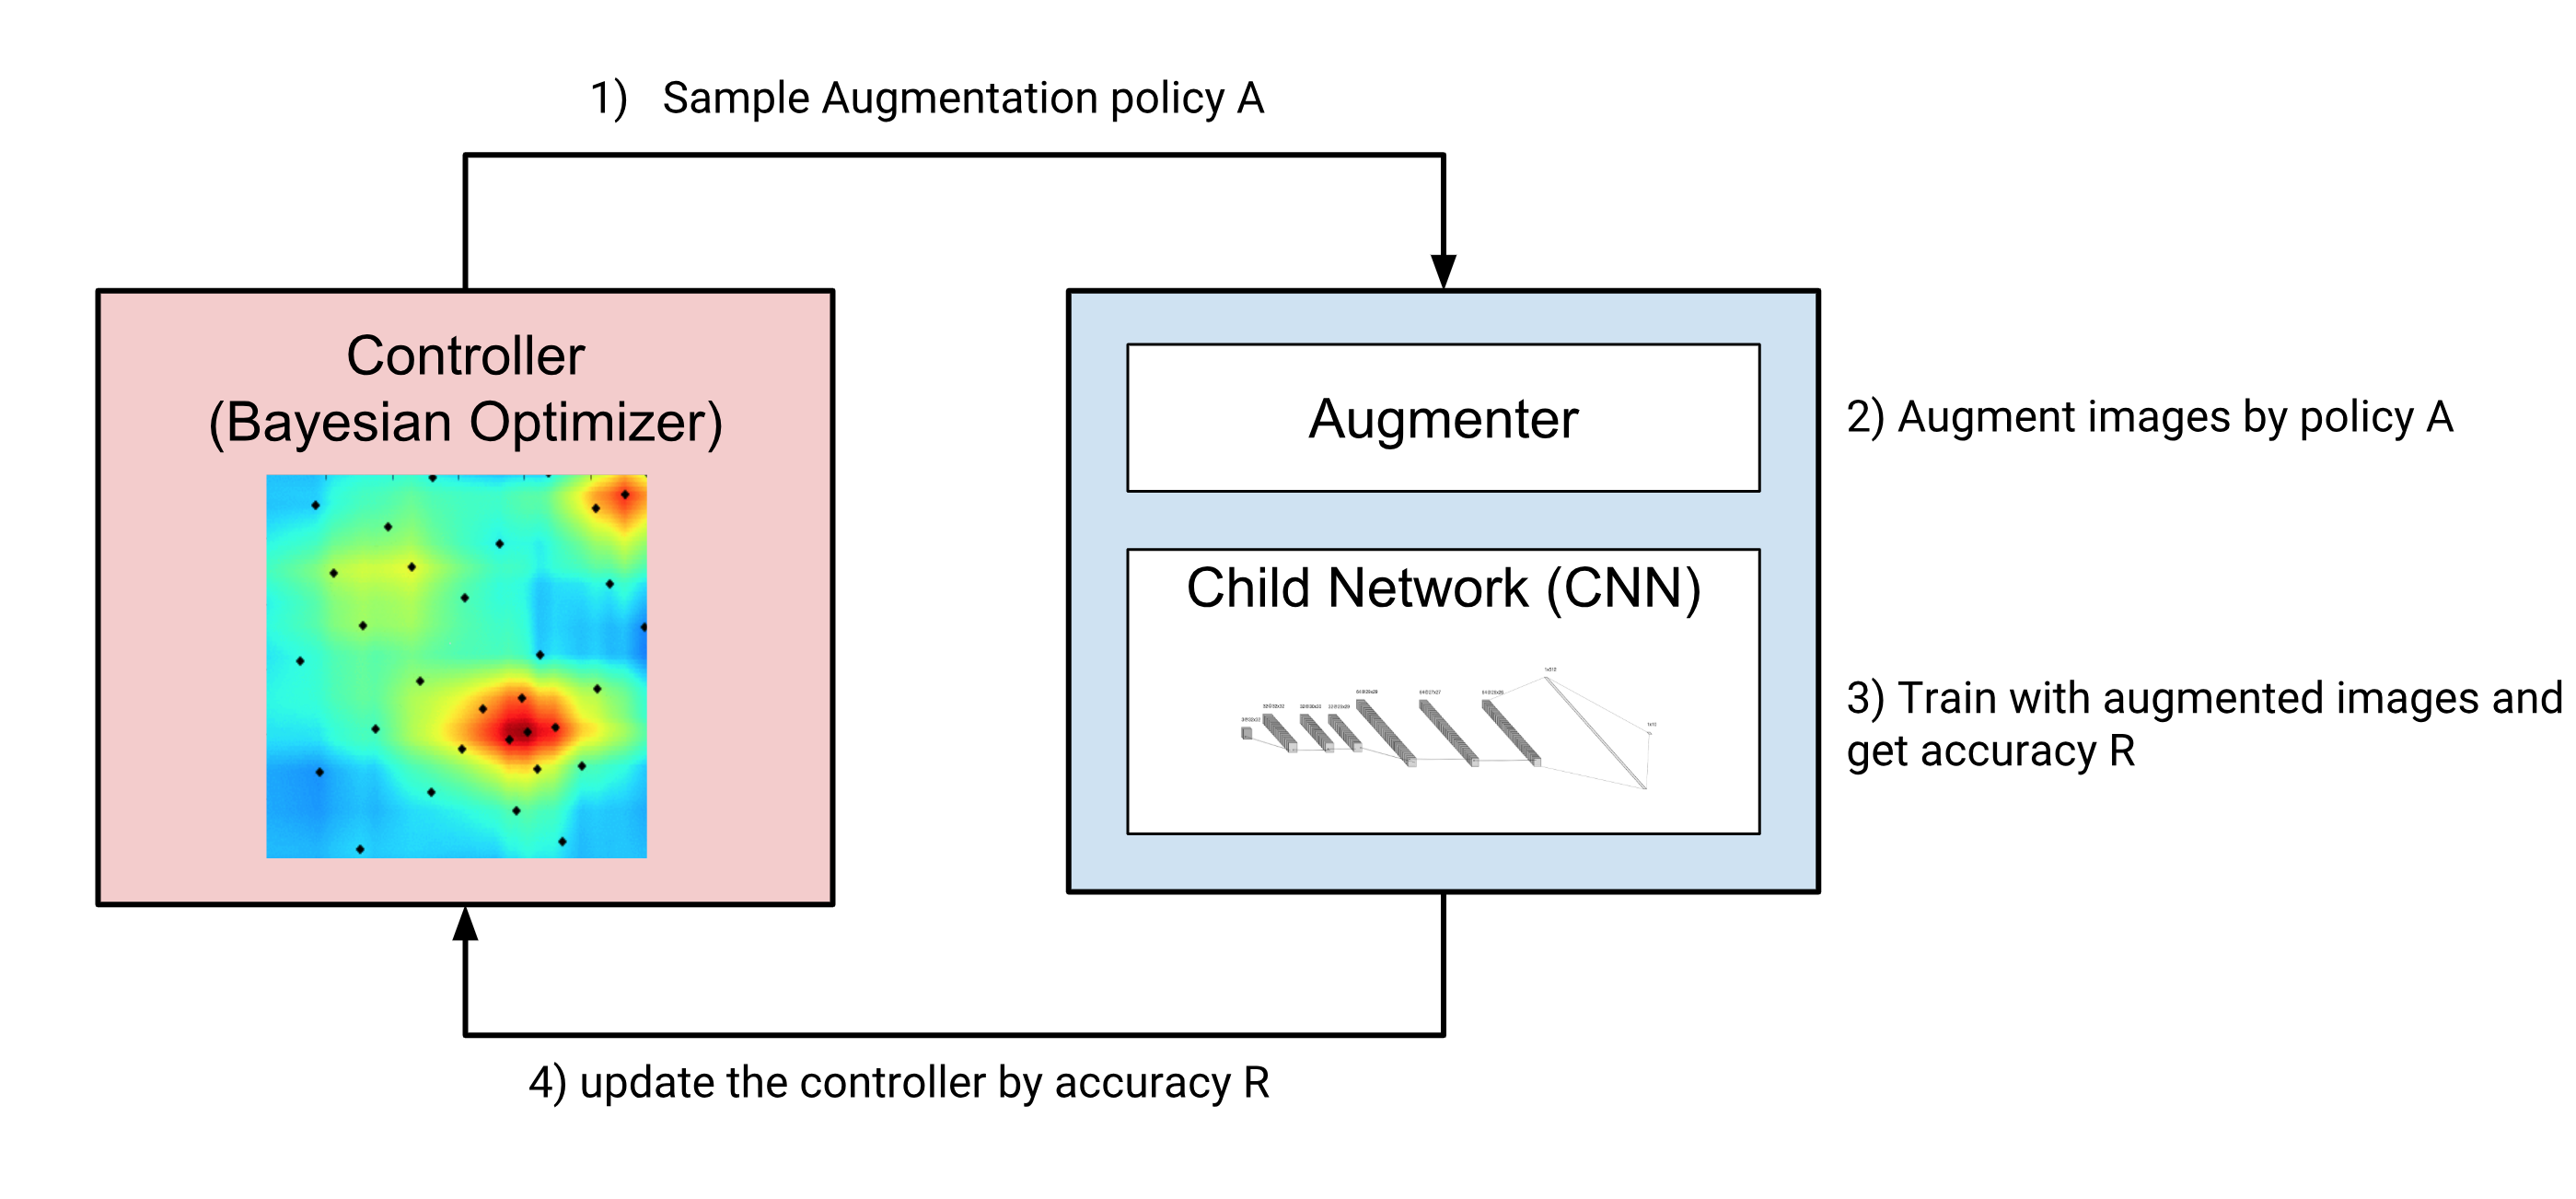 1) Sample Augmentation policy A
Controller
(Bayesian Optimizer)
Augmenter
2) Augment images by policy A
Child Network (CNN)
3) Train with augmented images and
get accuracy R
4) update the controller by accuracy R